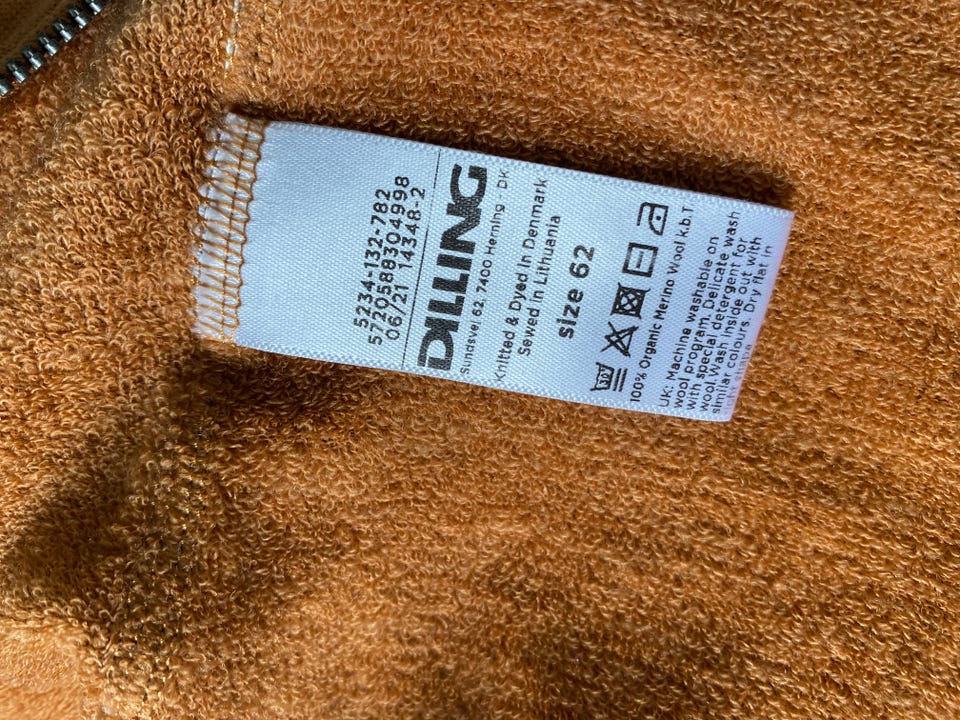 5234-132-782
5720588304998
06/21 14348-2
DILLING
Sundsvej 62, 7400 Herning - DK
Knitted & Dyed in Denmark
Sewed in Lithuania
size 62
30
100% Organic Merino Wool k.b.T
UK: Machine washable on
wool program. Delicate wash
with special detergent for
wool. Wash inside out with
similar colours. Dry flat in